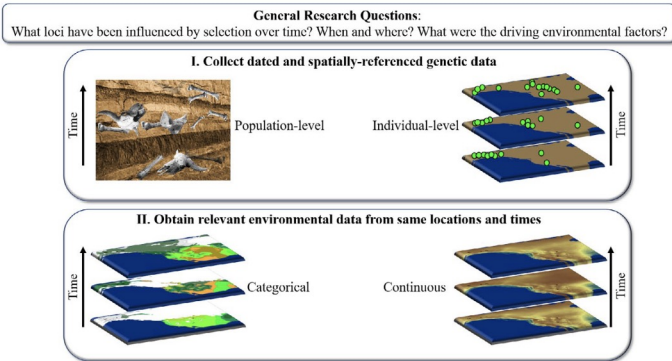 General Research Questions:
What loci have been influenced by selection over time? When and where? What were the driving environmental factors?
I. Collect dated and spatially-referenced genetic data
Time
Population-level
Individual-level
Time
II. Obtain relevant environmental data from same locations and times
Time
Categorical
Continuous
Time